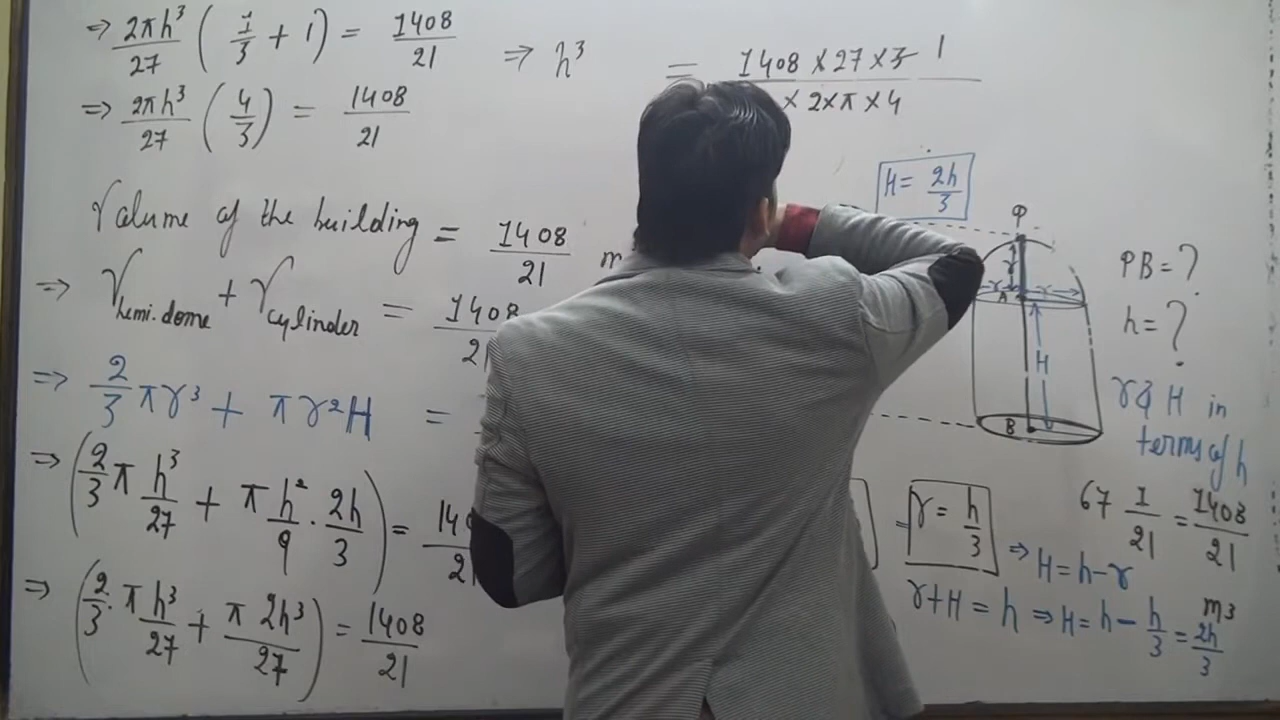 ⇒ 2πh³/27 ( 1/3 + 1 ) = 1408/21 ⇒ h³ = 1408 × 27 × 3 1
× 2 × π × 4
⇒ 2πh³/27 ( 4/3 ) = 1408/21
Volume of the building = 1408/21 m
⇒ V hemi.dome + V cylinder = 1408/21
⇒ 2/3 πr³ + πr²H =
⇒ ( 2/3 π h³/27 + π h²/9 . 2h/3 ) =
⇒ ( 2/3 . π h³/27 + π 2h³/27 ) = 1408/21
H = 2h/3
P
r
r A r
H
B
PB = ?
h = ?
r & H in
terms of h
67 1/21 = 1408/21
m³
= r = h/3
⇒ H = h - r
r + H = h ⇒ H = h - h/3 = 2h/3